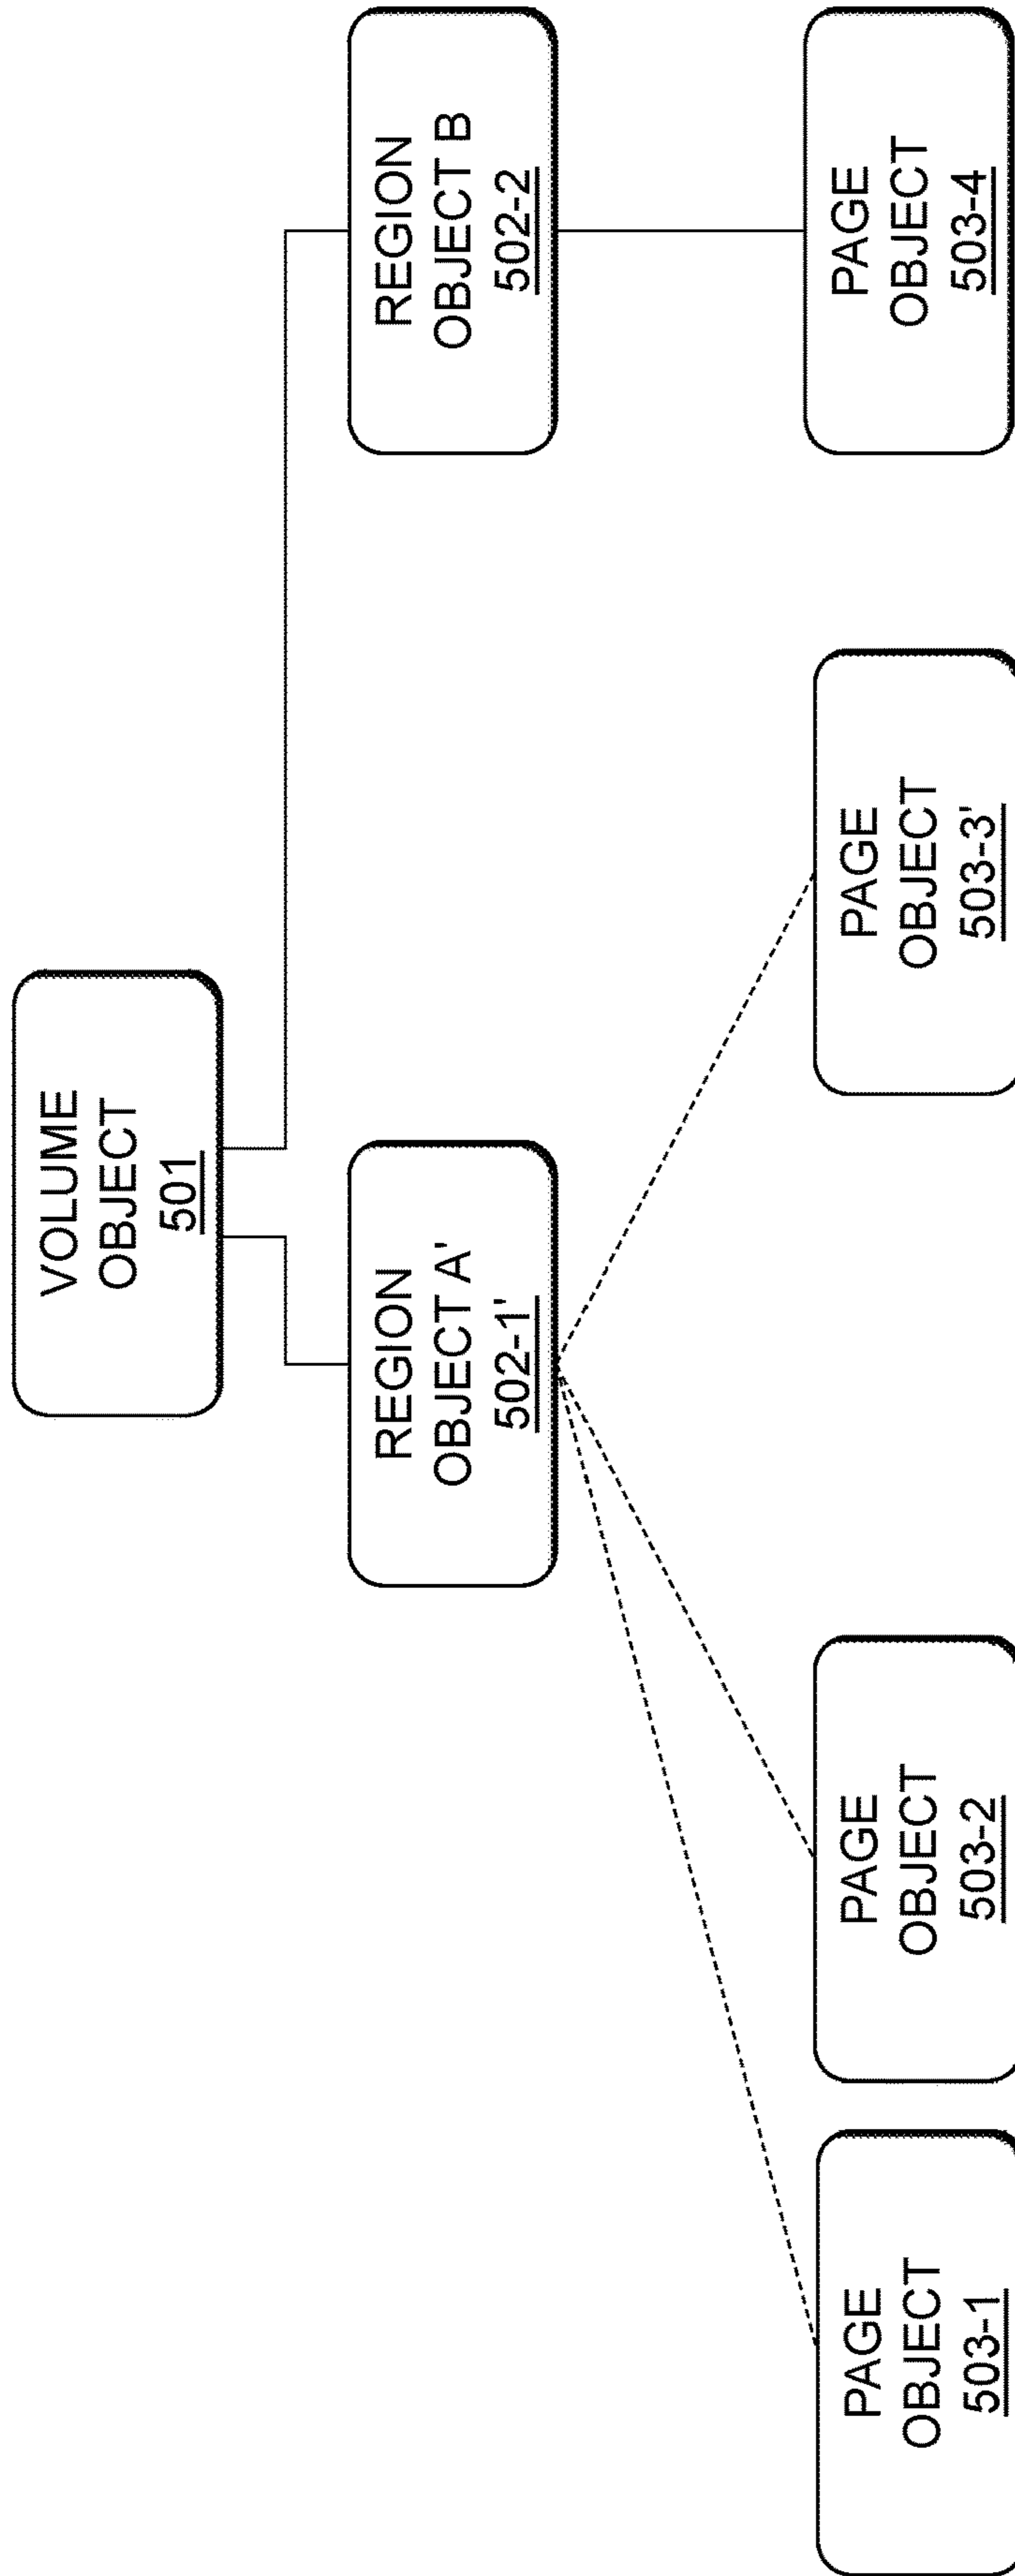 VOLUME
OBJECT
501
REGION
OBJECT A'
502-1'
REGION
OBJECT B
502-2
PAGE
OBJECT
503-1
PAGE
OBJECT
503-2
PAGE
OBJECT
503-3'
PAGE
OBJECT
503-4